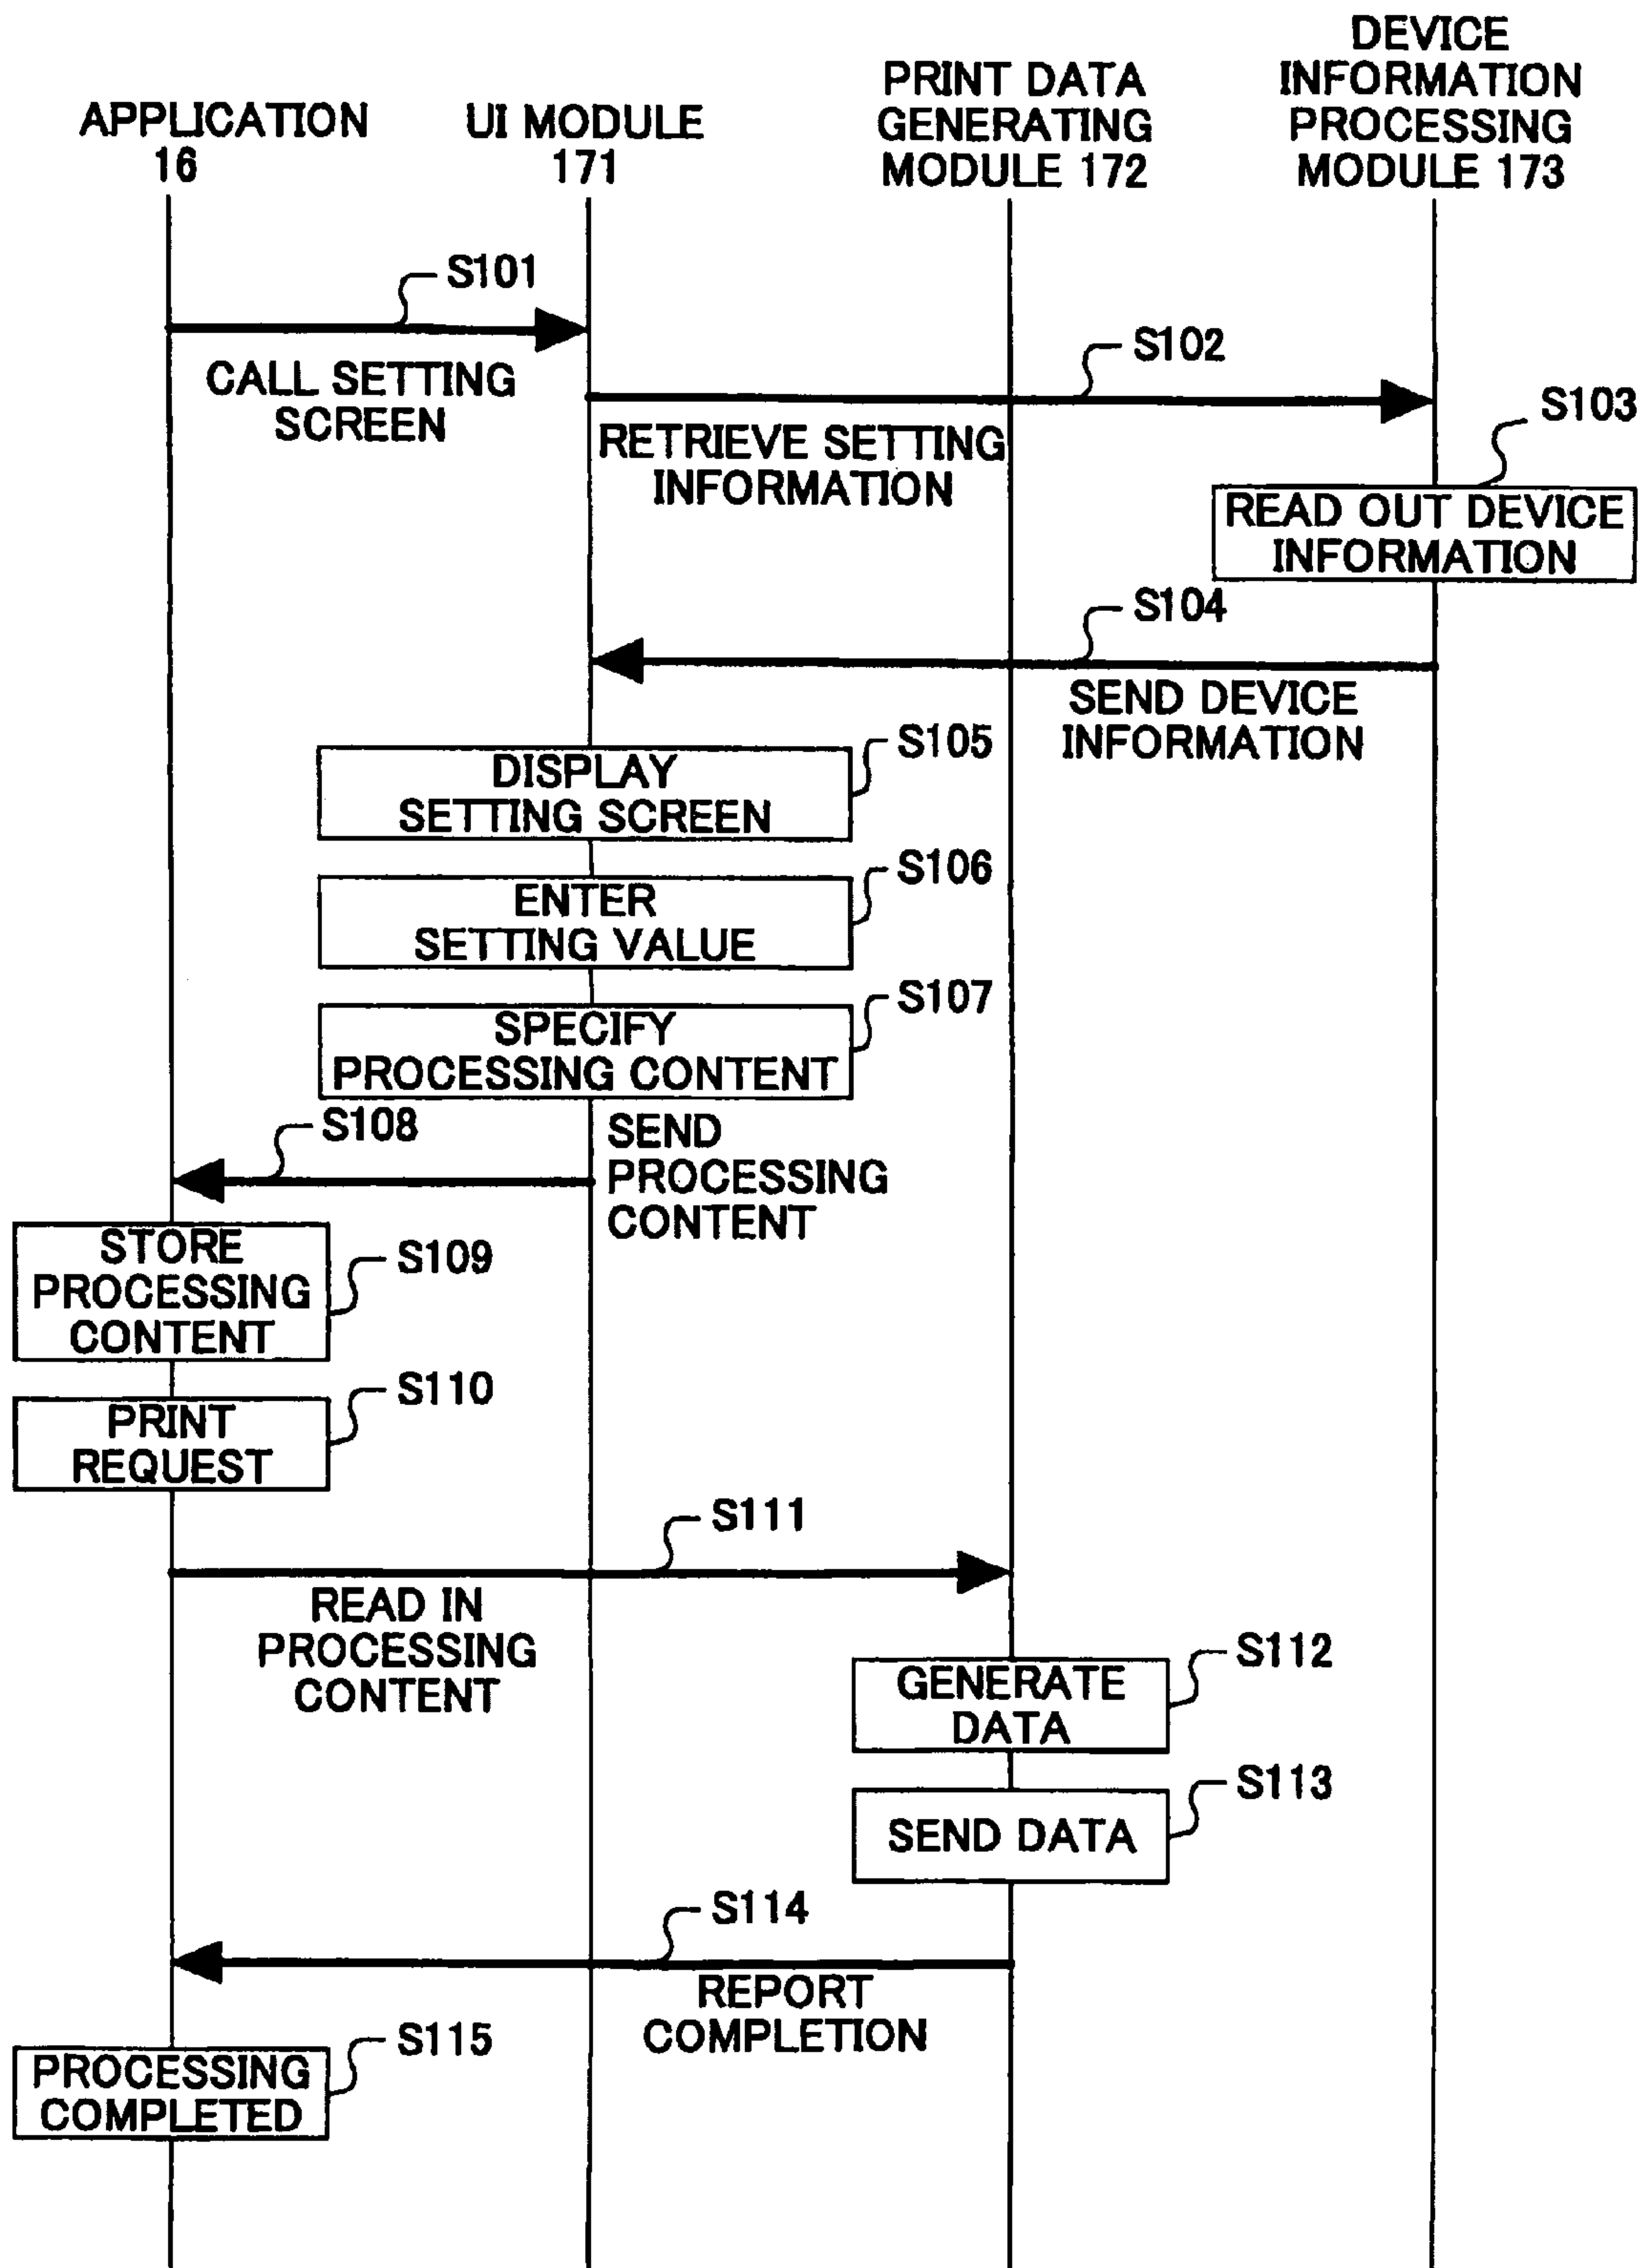 APPLICATION
16
UI MODULE
171
PRINT DATA
GENERATING
MODULE 172
DEVICE
INFORMATION
PROCESSING
MODULE 173
S101
CALL SETTING
SCREEN
S102
RETRIEVE SETTING
INFORMATION
S103
READ OUT DEVICE
INFORMATION
S104
SEND DEVICE
INFORMATION
S105
DISPLAY
SETTING SCREEN
S106
ENTER
SETTING VALUE
S107
SPECIFY
PROCESSING CONTENT
S108
SEND
PROCESSING
CONTENT
STORE
PROCESSING
CONTENT
S109
PRINT
REQUEST
S110
S111
READ IN
PROCESSING
CONTENT
S112
GENERATE
DATA
S113
SEND DATA
S114
REPORT
COMPLETION
S115
PROCESSING
COMPLETED